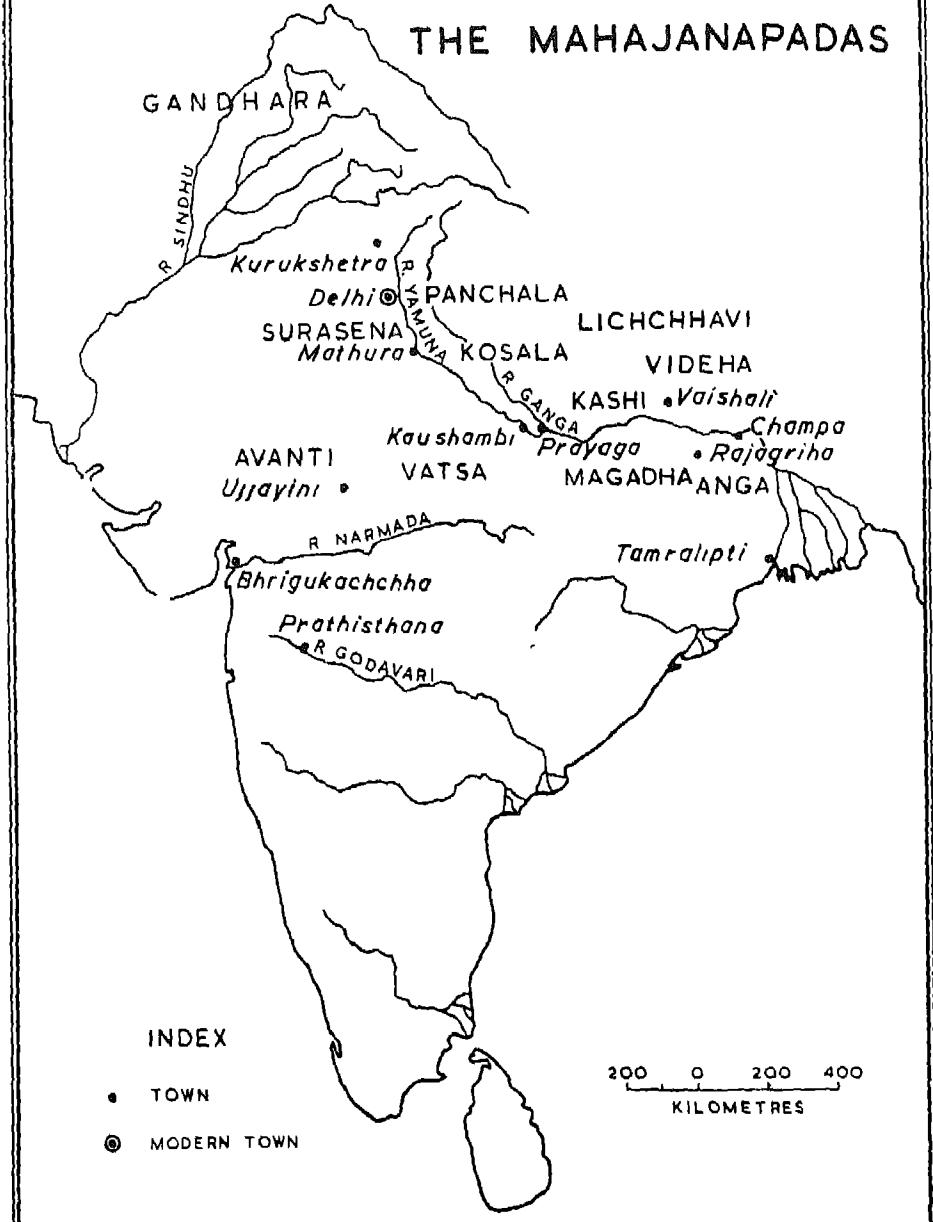 THE MAHAJANAPADAS
GANDHARA
R SINDHU
Kurukshetra
R. YAMUNA
Delhi
PANCHALA
LICHCHHAVI
SURASENA
Mathura
KOSALA
VIDEHA
R GANGA
KASHI
Vaishali
Kaushambi
Prayaga
Champa
Rajagriha
AVANTI
VATSA
MAGADHA
ANGA
Ujjayini
R NARMADA
Tamralipti
Bhrigukachchha
Prathisthana
R GODAVARI
INDEX
TOWN
MODERN TOWN
200 0 200 400
KILOMETRES